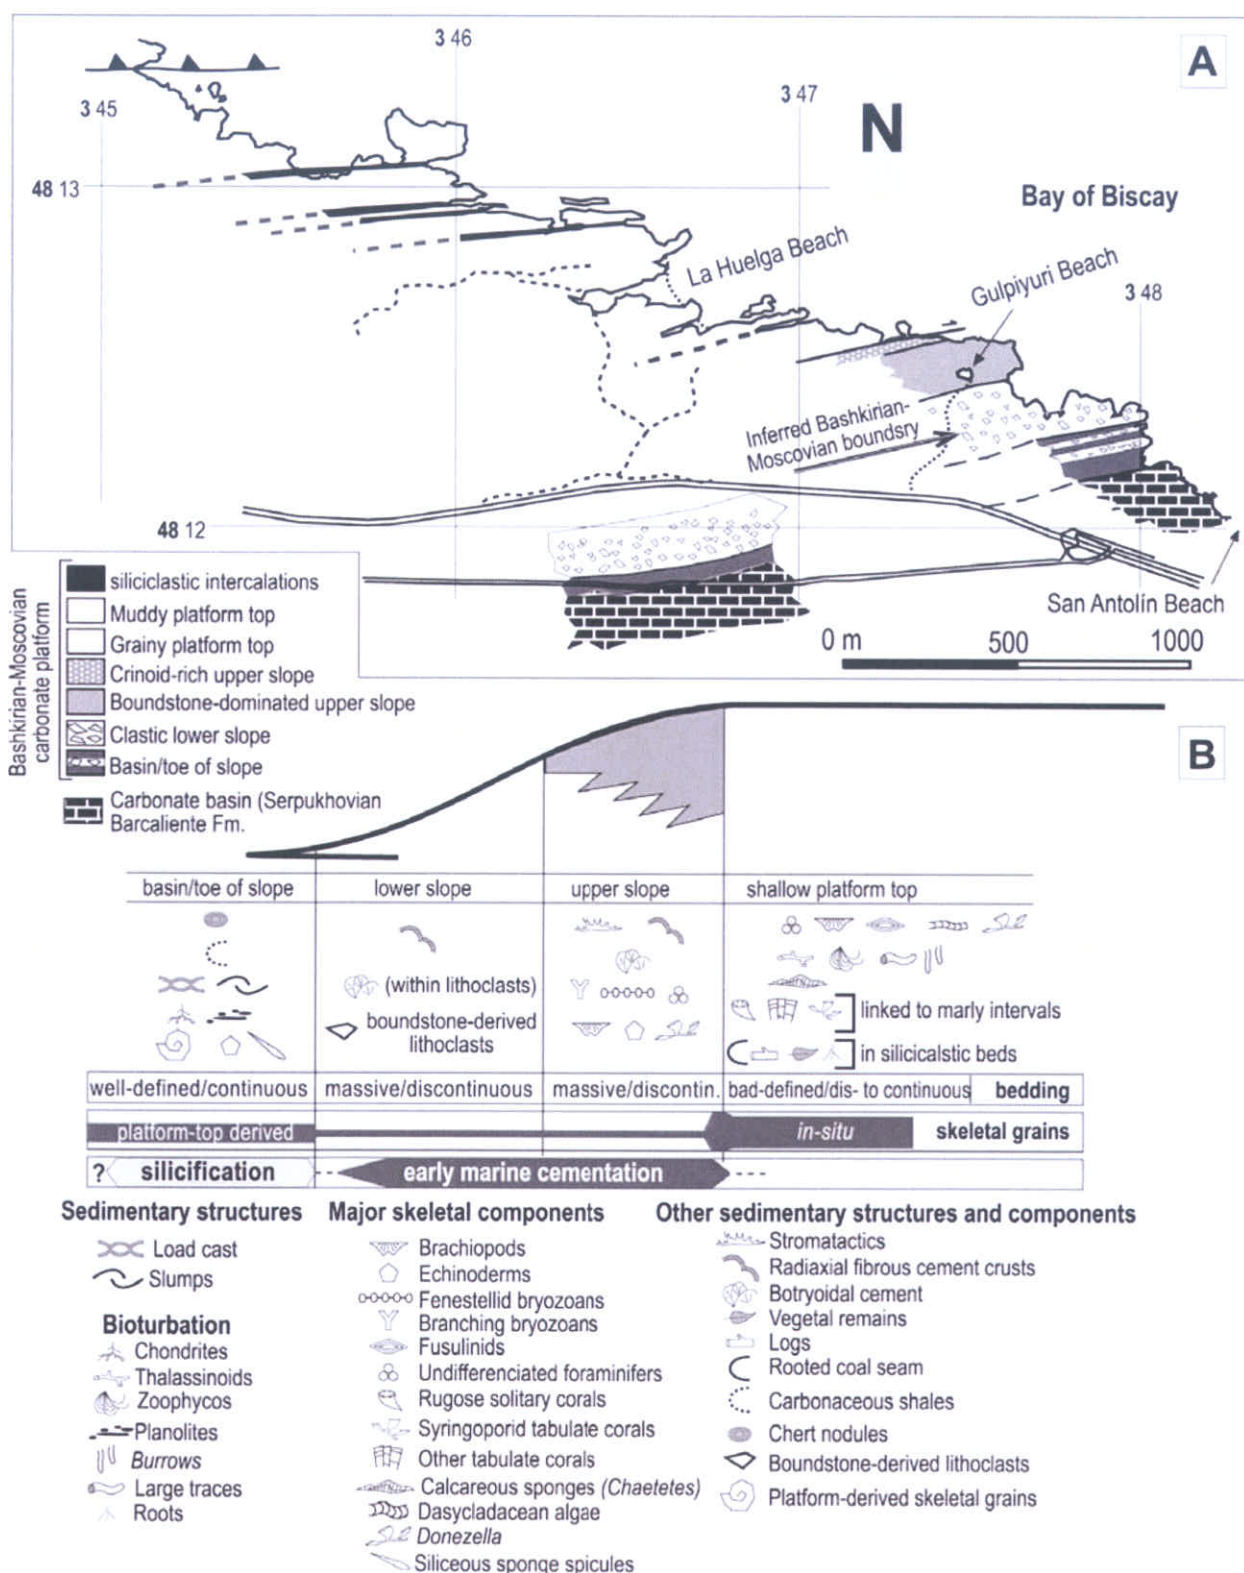 A
3 46
3 45
3 47
N
48 13
Bay of Biscay
La Huelga Beach
Gulpiyuri Beach
3 48
Inferred Bashkirian-
Moscovian boundsry
48 12
San Antolín Beach
0 m 500 1000
Bashkirian-Moscovian
carbonate platform
siliciclastic intercalations
Muddy platform top
Grainy platform top
Crinoid-rich upper slope
Boundstone-dominated upper slope
Clastic lower slope
Basin/toe of slope
Carbonate basin (Serpukhovian
Barcaliente Fm.
B
basin/toe of slope lower slope upper slope shallow platform top
(within lithoclasts)
boundstone-derived
lithoclasts
linked to marly intervals
in silicicalstic beds
well-defined/continuous massive/discontinuous massive/discontin. bad-defined/dis- to continuous bedding
platform-top derived in-situ skeletal grains
? silicification early marine cementation
Sedimentary structures
Load cast
Slumps
Bioturbation
Chondrites
Thalassinoids
Zoophycos
Planolites
Burrows
Large traces
Roots
Major skeletal components
Brachiopods
Echinoderms
Fenestellid bryozoans
Branching bryozoans
Fusulinids
Undifferenciated foraminifers
Rugose solitary corals
Syringoporid tabulate corals
Other tabulate corals
Calcareous sponges (Chaetetes)
Dasycladacean algae
Donezella
Siliceous sponge spicules
Other sedimentary structures and components
Stromatactics
Radiaxial fibrous cement crusts
Botryoidal cement
Vegetal remains
Logs
Rooted coal seam
Carbonaceous shales
Chert nodules
Boundstone-derived lithoclasts
Platform-derived skeletal grains